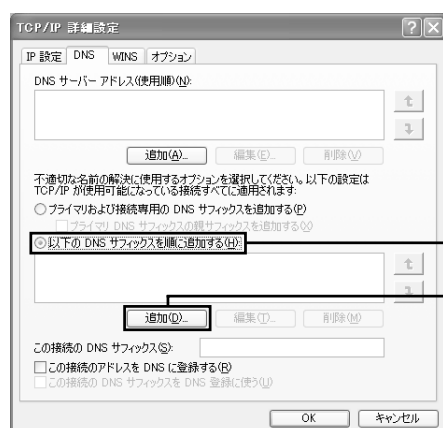 TCP/IP 詳細設定
IP 設定 DNS WINS オプション
DNS サーバー アドレス(使用順)(N):
追加(A)... 編集(E)... 削除(V)
不適切な名前の解決に使用するオプションを選択してください。以下の設定は
TCP/IP が使用可能になっている接続すべてに適用されます:
プライマリおよび接続専用の DNS サフィックスを追加する(P)
プライマリ DNS サフィックスの親サフィックスを追加する(X)
以下の DNS サフィックスを順に追加する(H):
追加(D)... 編集(T)... 削除(M)
この接続の DNS サフィックス(S):
この接続のアドレスを DNS に登録する(R)
この接続の DNS サフィックスを DNS 登録に使う(U)
OK キャンセル